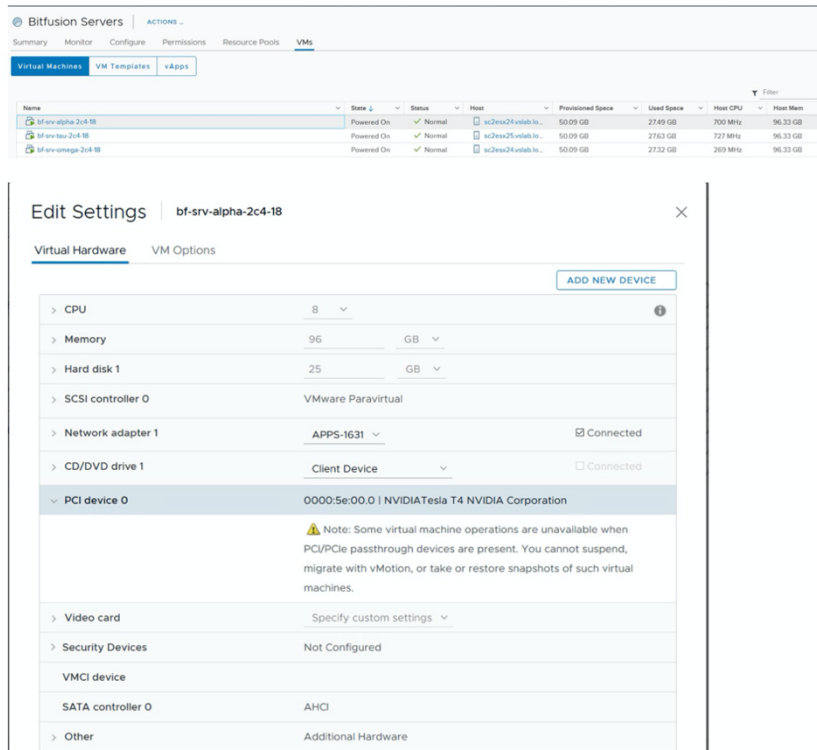 Bitfusion Servers ACTIONS
Summary Monitor Configure Permissions Resource Pools VMs
Virtual Machines VM Templates vApps
Filter
Name State ↓ Status Host Provisioned Space Used Space Host CPU Host Mem
bf-srv-alpha-2c4-18 Powered On Normal sc2esx24.vslab.lo... 50.09 GB 27.49 GB 700 MHz 96.33 GB
bf-srv-tau-2c4-18 Powered On Normal sc2esx25.vslab.lo... 50.09 GB 27.63 GB 727 MHz 96.33 GB
bf-srv-omega-2c4-18 Powered On Normal sc2esx24.vslab.lo... 50.09 GB 27.32 GB 269 MHz 96.33 GB
Edit Settings bf-srv-alpha-2c4-18
Virtual Hardware VM Options
ADD NEW DEVICE
CPU 8
Memory 96 GB
Hard disk 1 25 GB
SCSI controller 0 VMware Paravirtual
Network adapter 1 APPS-1631 Connected
CD/DVD drive 1 Client Device Connected
PCI device 0 0000:5e:00.0 | NVIDIATesla T4 NVIDIA Corporation
Note: Some virtual machine operations are unavailable when
PCI/PCIe passthrough devices are present. You cannot suspend,
migrate with vMotion, or take or restore snapshots of such virtual
machines.
Video card Specify custom settings
Security Devices Not Configured
VMCI device
SATA controller 0 AHCI
Other Additional Hardware